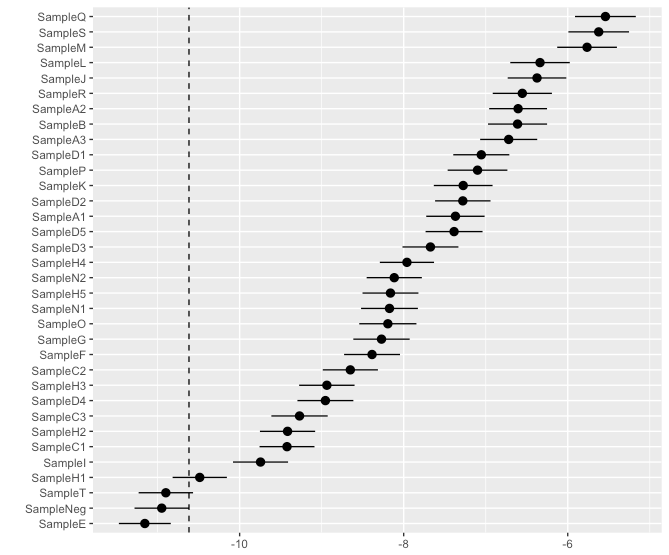 SampleQ
SampleS
SampleM
SampleL
SampleJ
SampleR
SampleA2
SampleB
SampleA3
SampleD1
SampleP
SampleK
SampleD2
SampleA1
SampleD5
SampleD3
SampleH4
SampleN2
SampleH5
SampleN1
SampleO
SampleG
SampleF
SampleC2
SampleH3
SampleD4
SampleC3
SampleH2
SampleC1
SampleI
SampleH1
SampleT
SampleNeg
SampleE
-10 -8 -6